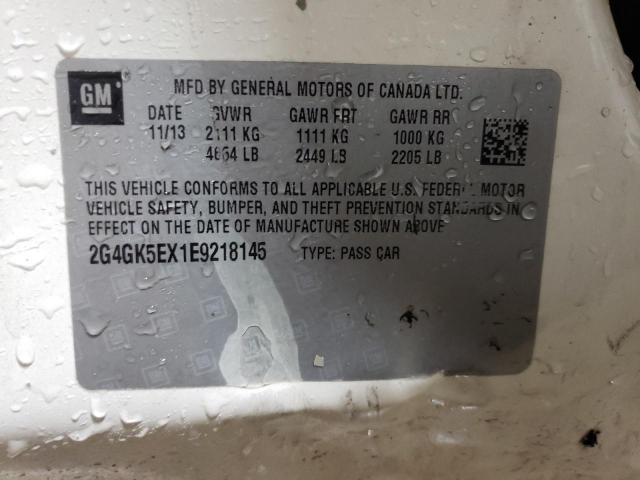 GM
MFD BY GENERAL MOTORS OF CANADA LTD.
DATE GVWR GAWR FRT GAWR RR
11/13 2111 KG 1111 KG 1000 KG
4654 LB 2449 LB 2205 LB
THIS VEHICLE CONFORMS TO ALL APPLICABLE U.S. FEDERAL MOTOR
VEHICLE SAFETY, BUMPER, AND THEFT PREVENTION STANDARDS IN
EFFECT ON THE DATE OF MANUFACTURE SHOWN ABOVE
2G4GK5EX1E9218145 TYPE: PASS CAR
GM